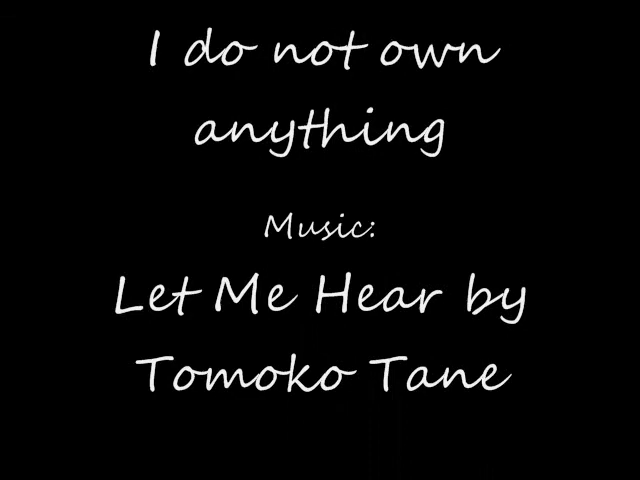 I do not own
anything
Music:
Let Me Hear by
Tomoko Tane